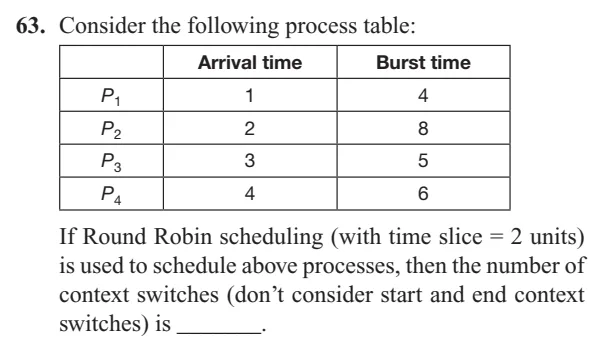 63. Consider the following process table:
Arrival time Burst time
P₁ 1 4
P₂ 2 8
P₃ 3 5
P₄ 4 6
If Round Robin scheduling (with time slice = 2 units)
is used to schedule above processes, then the number of
context switches (don’t consider start and end context
switches) is _______.